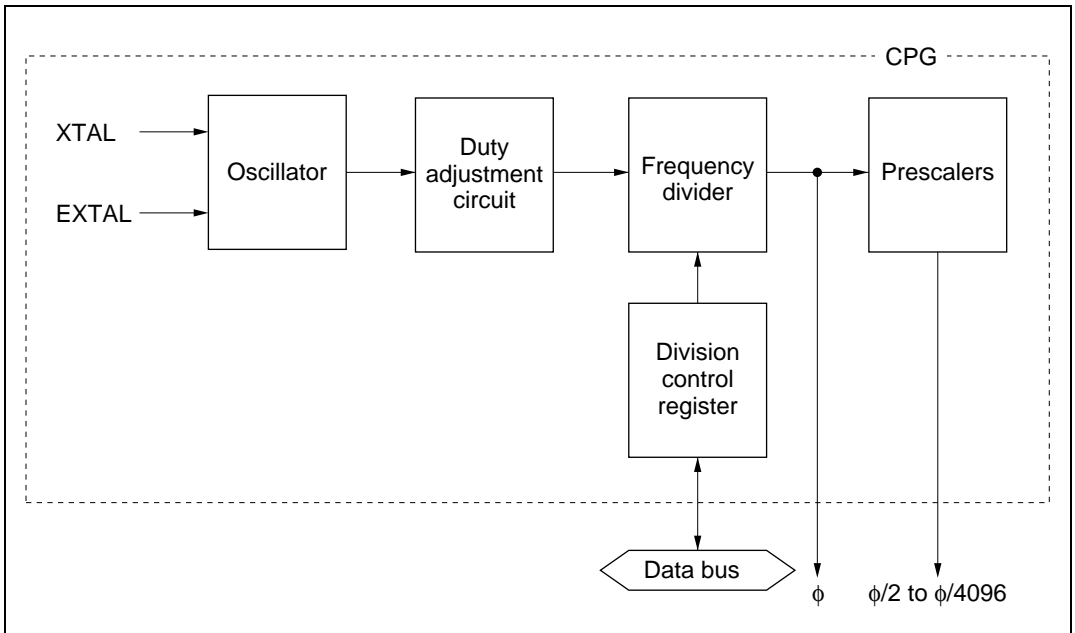 CPG
XTAL
EXTAL
Oscillator
Duty
adjustment
circuit
Frequency
divider
Prescalers
Division
control
register
Data bus
ϕ
ϕ/2 to ϕ/4096